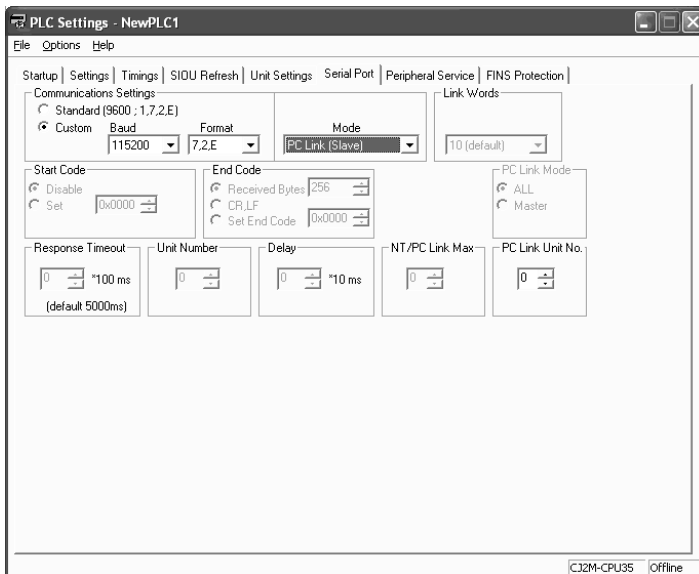 PLC Settings - NewPLC1
File Options Help
Startup Settings Timings SIOU Refresh Unit Settings Serial Port Peripheral Service FINS Protection
Communications Settings
Link Words
Standard (9600 ; 1,7,2,E)
Custom Baud Format Mode
115200 7,2,E PC Link (Slave) 10 (default)
Start Code End Code PC Link Mode
Disable Received Bytes 256 ALL
Set 0x0000 CR,LF Master
Set End Code 0x0000
Response Timeout Unit Number Delay NT/PC Link Max PC Link Unit No.
0 *100 ms 0 0 *10 ms 0 0
(default 5000ms)
CJ2M-CPU35 Offline